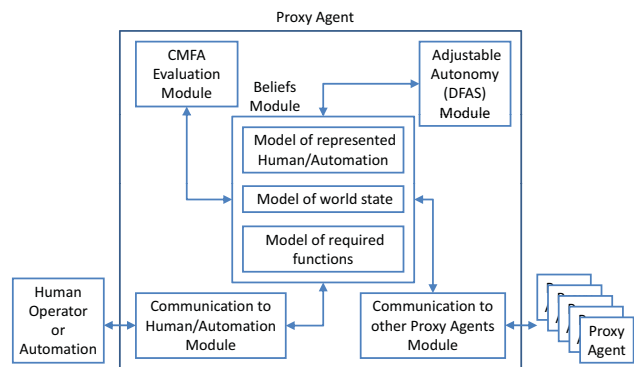 Proxy Agent
CMFA
Evaluation
Module
Beliefs
Module
Adjustable
Autonomy
(DFAS)
Module
Model of represented
Human/Automation
Model of world state
Model of required
functions
Human
Operator
or
Automation
Communication to
Human/Automation
Module
Communication to
other Proxy Agents
Module
Proxy
Agent